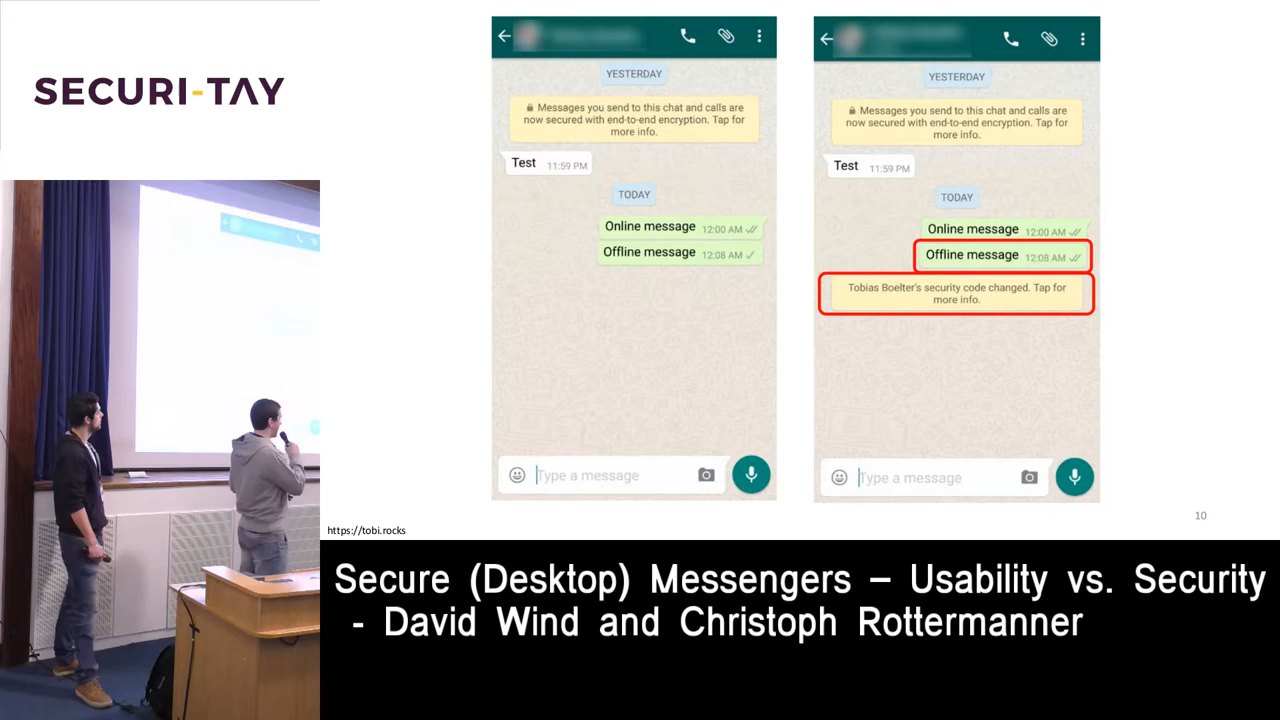 SECURI-TAY
YESTERDAY
Messages you send to this chat and calls are
now secured with end-to-end encryption. Tap for
more info.
Test 11:59 PM
TODAY
Online message 12:00 AM
Offline message 12:08 AM
Type a message
YESTERDAY
Messages you send to this chat and calls are
now secured with end-to-end encryption. Tap for
more info.
Test 11:59 PM
TODAY
Online message 12:00 AM
Offline message 12:08 AM
Tobias Boelter's security code changed. Tap for
more info.
Type a message
10
https://tobi.rocks
Secure (Desktop) Messengers – Usability vs. Security
- David Wind and Christoph Rottermanner